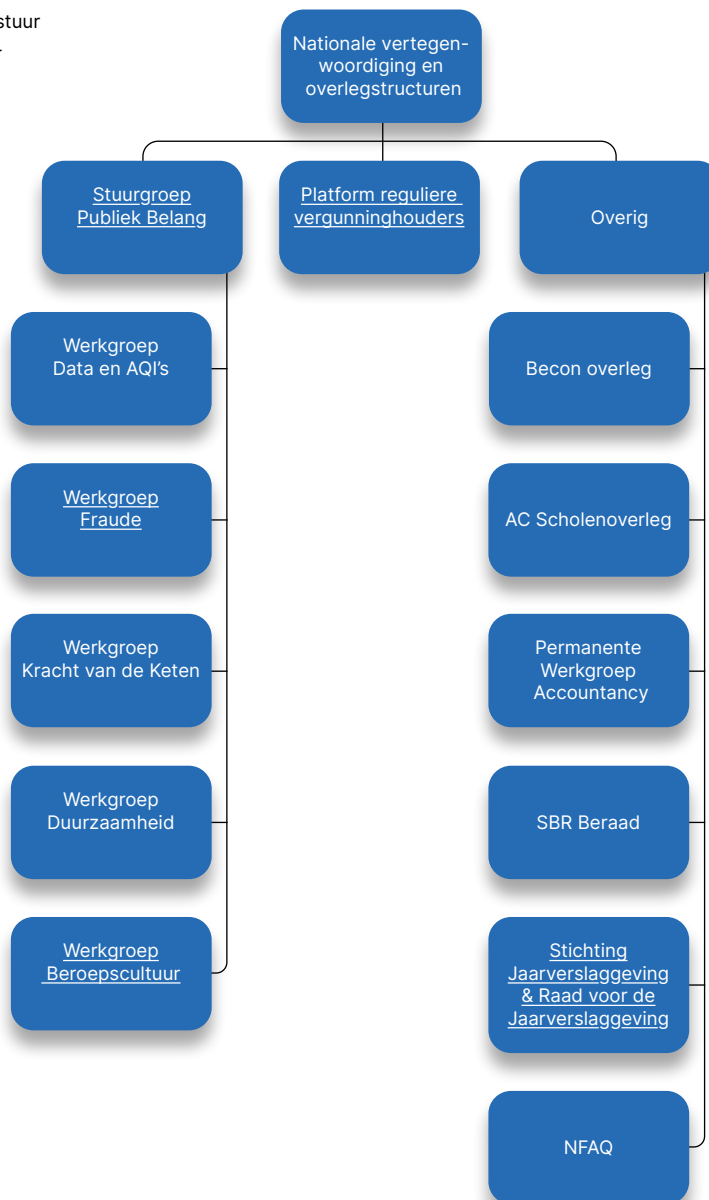 stuur
Nationale vertegen-
woordiging en
overlegstructuren
Stuurgroep
Publiek Belang
Platform reguliere
vergunninghouders
Overig
Werkgroep
Data en AQI’s
Werkgroep
Fraude
Werkgroep
Kracht van de Keten
Werkgroep
Duurzaamheid
Werkgroep
Beroepscultuur
Becon overleg
AC Scholenoverleg
Permanente
Werkgroep
Accountancy
SBR Beraad
Stichting
Jaarverslaggeving
& Raad voor de
Jaarverslaggeving
NFAQ